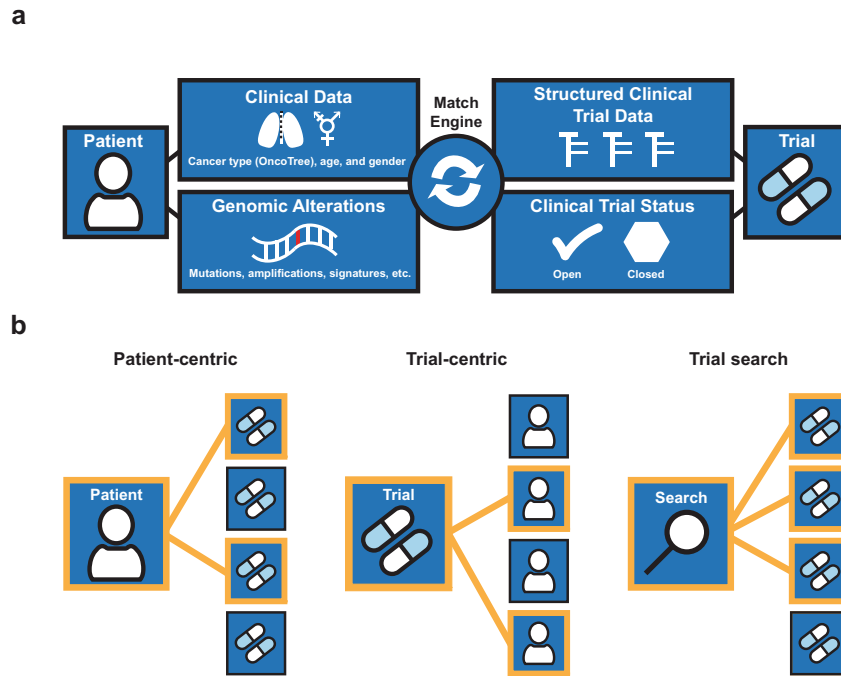 a
Patient
Clinical Data
Cancer type (OncoTree), age, and gender
Genomic Alterations
Mutations, amplifications, signatures, etc.
Match
Engine
Structured Clinical
Trial Data
Clinical Trial Status
Open
Closed
Trial
b
Patient-centric
Trial-centric
Trial search
Patient
Trial
Search